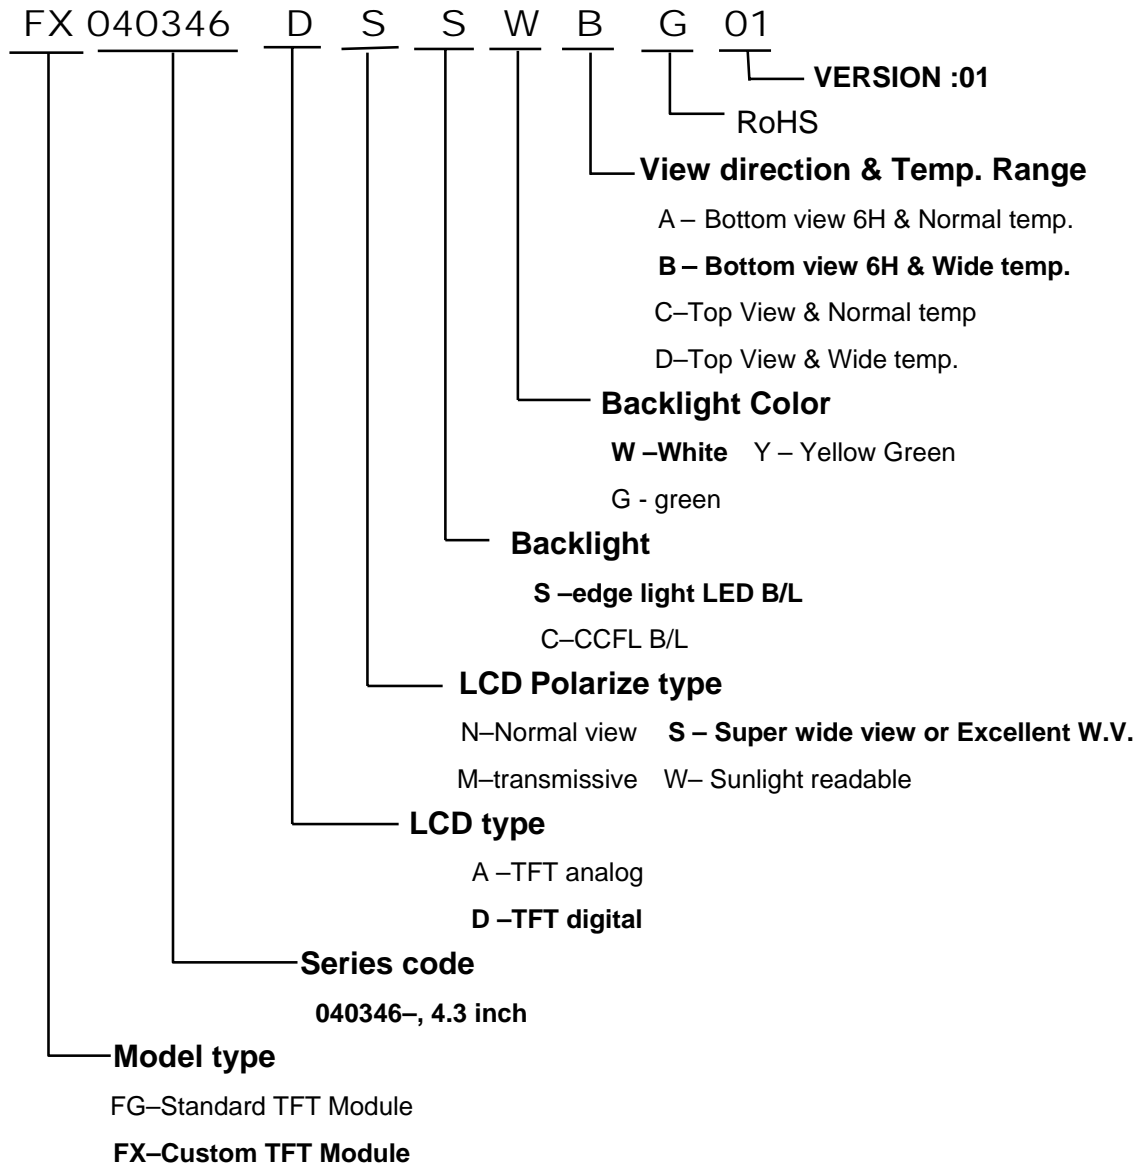 FX 040346 D S S W B G 01
VERSION :01
RoHS
View direction & Temp. Range
A – Bottom view 6H & Normal temp.
B – Bottom view 6H & Wide temp.
C–Top View & Normal temp
D–Top View & Wide temp.
Backlight Color
W –White Y – Yellow Green
G - green
Backlight
S –edge light LED B/L
C–CCFL B/L
LCD Polarize type
N–Normal view S – Super wide view or Excellent W.V.
M–transmissive W– Sunlight readable
LCD type
A –TFT analog
D –TFT digital
Series code
040346–, 4.3 inch
Model type
FG–Standard TFT Module
FX–Custom TFT Module